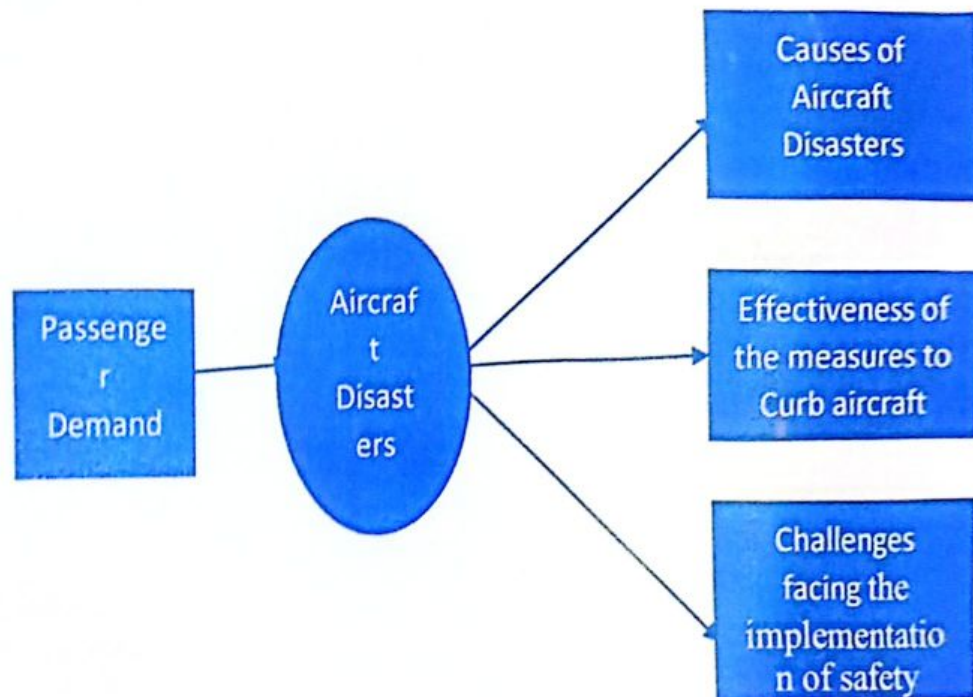 Passenge
r
Demand
Aircraf
t
Disast
ers
Causes of
Aircraft
Disasters
Effectiveness of
the measures to
Curb aircraft
Challenges
facing the
implementatio
n of safety